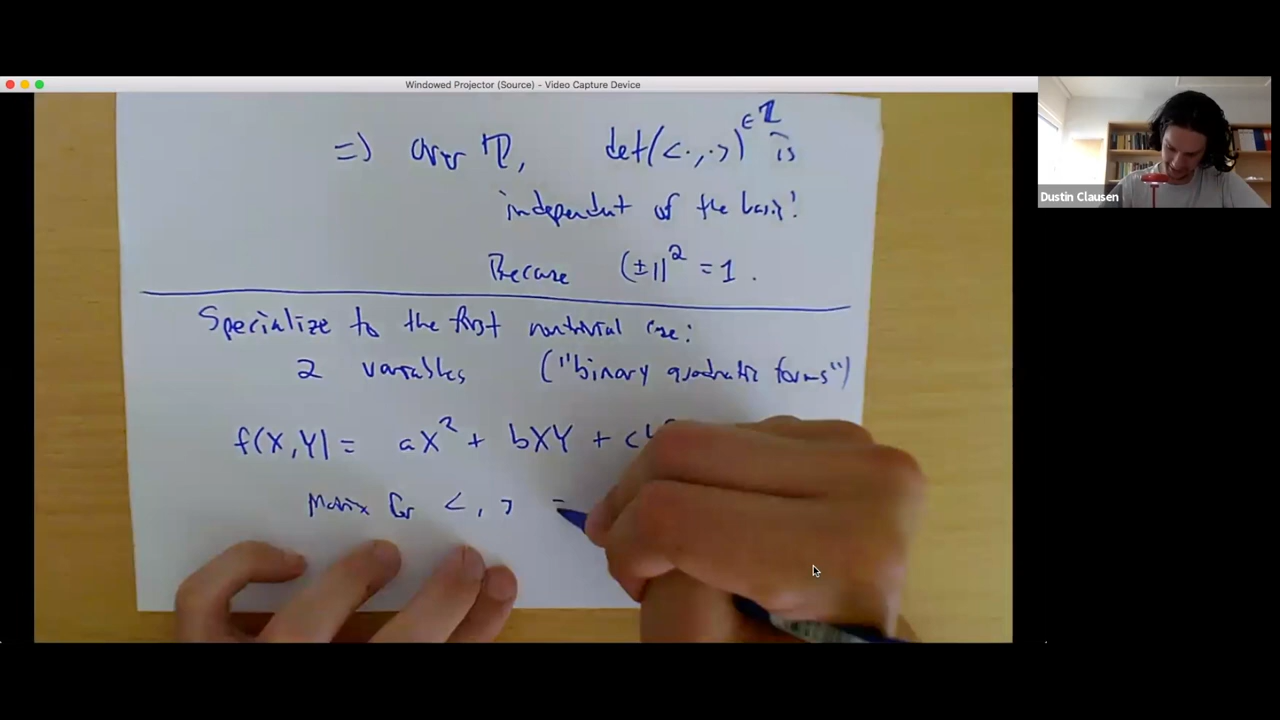 Windowed Projector (Source) - Video Capture Device
=> over ℤ, det(<·,·>) ∈ ℤ is
independent of the basis!
Because (±1)² = 1.
Specialize to the first nontrivial case:
2 variables ("binary quadratic forms")
f(X,Y) = aX² + bXY + c
Matrix for < , > =
Dustin Clausen